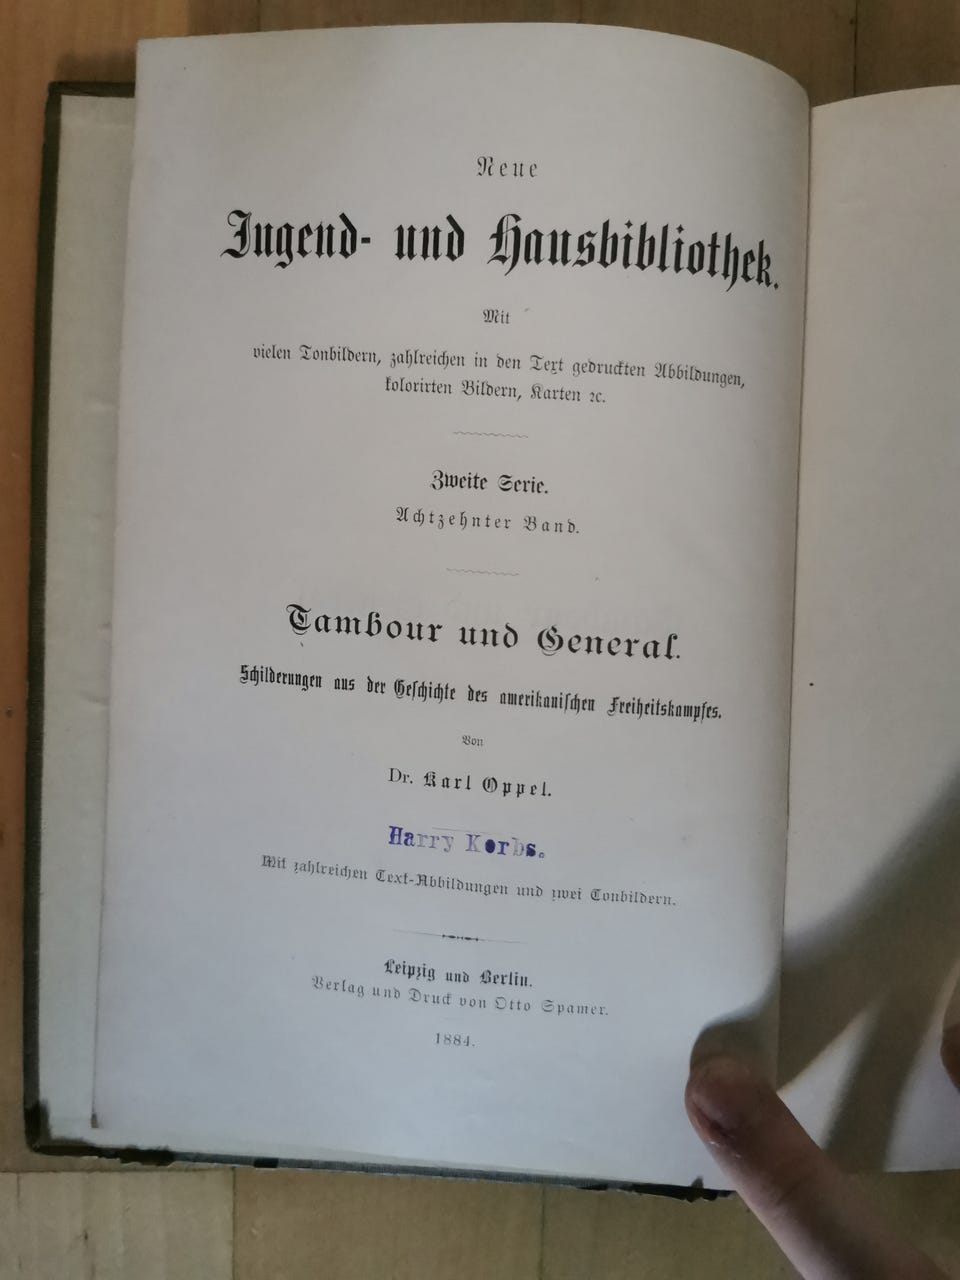 Neue
Jugend- und Hausbibliothek.
Mit
vielen Tonbildern, zahlreichen in den Text gedruckten Abbildungen,
kolorirten Bildern, Karten ꝛc.
Zweite Serie.
Achtzehnter Band.
Tambour und General.
Schilderungen aus der Geſchichte des amerikaniſchen Freiheitskampfes.
Von
Dr. Karl Oppel.
Harry Korbs.
Mit zahlreichen Text-Abbildungen und zwei Tonbildern.
Leipzig und Berlin.
Verlag und Druck von Otto Spamer.
1884.